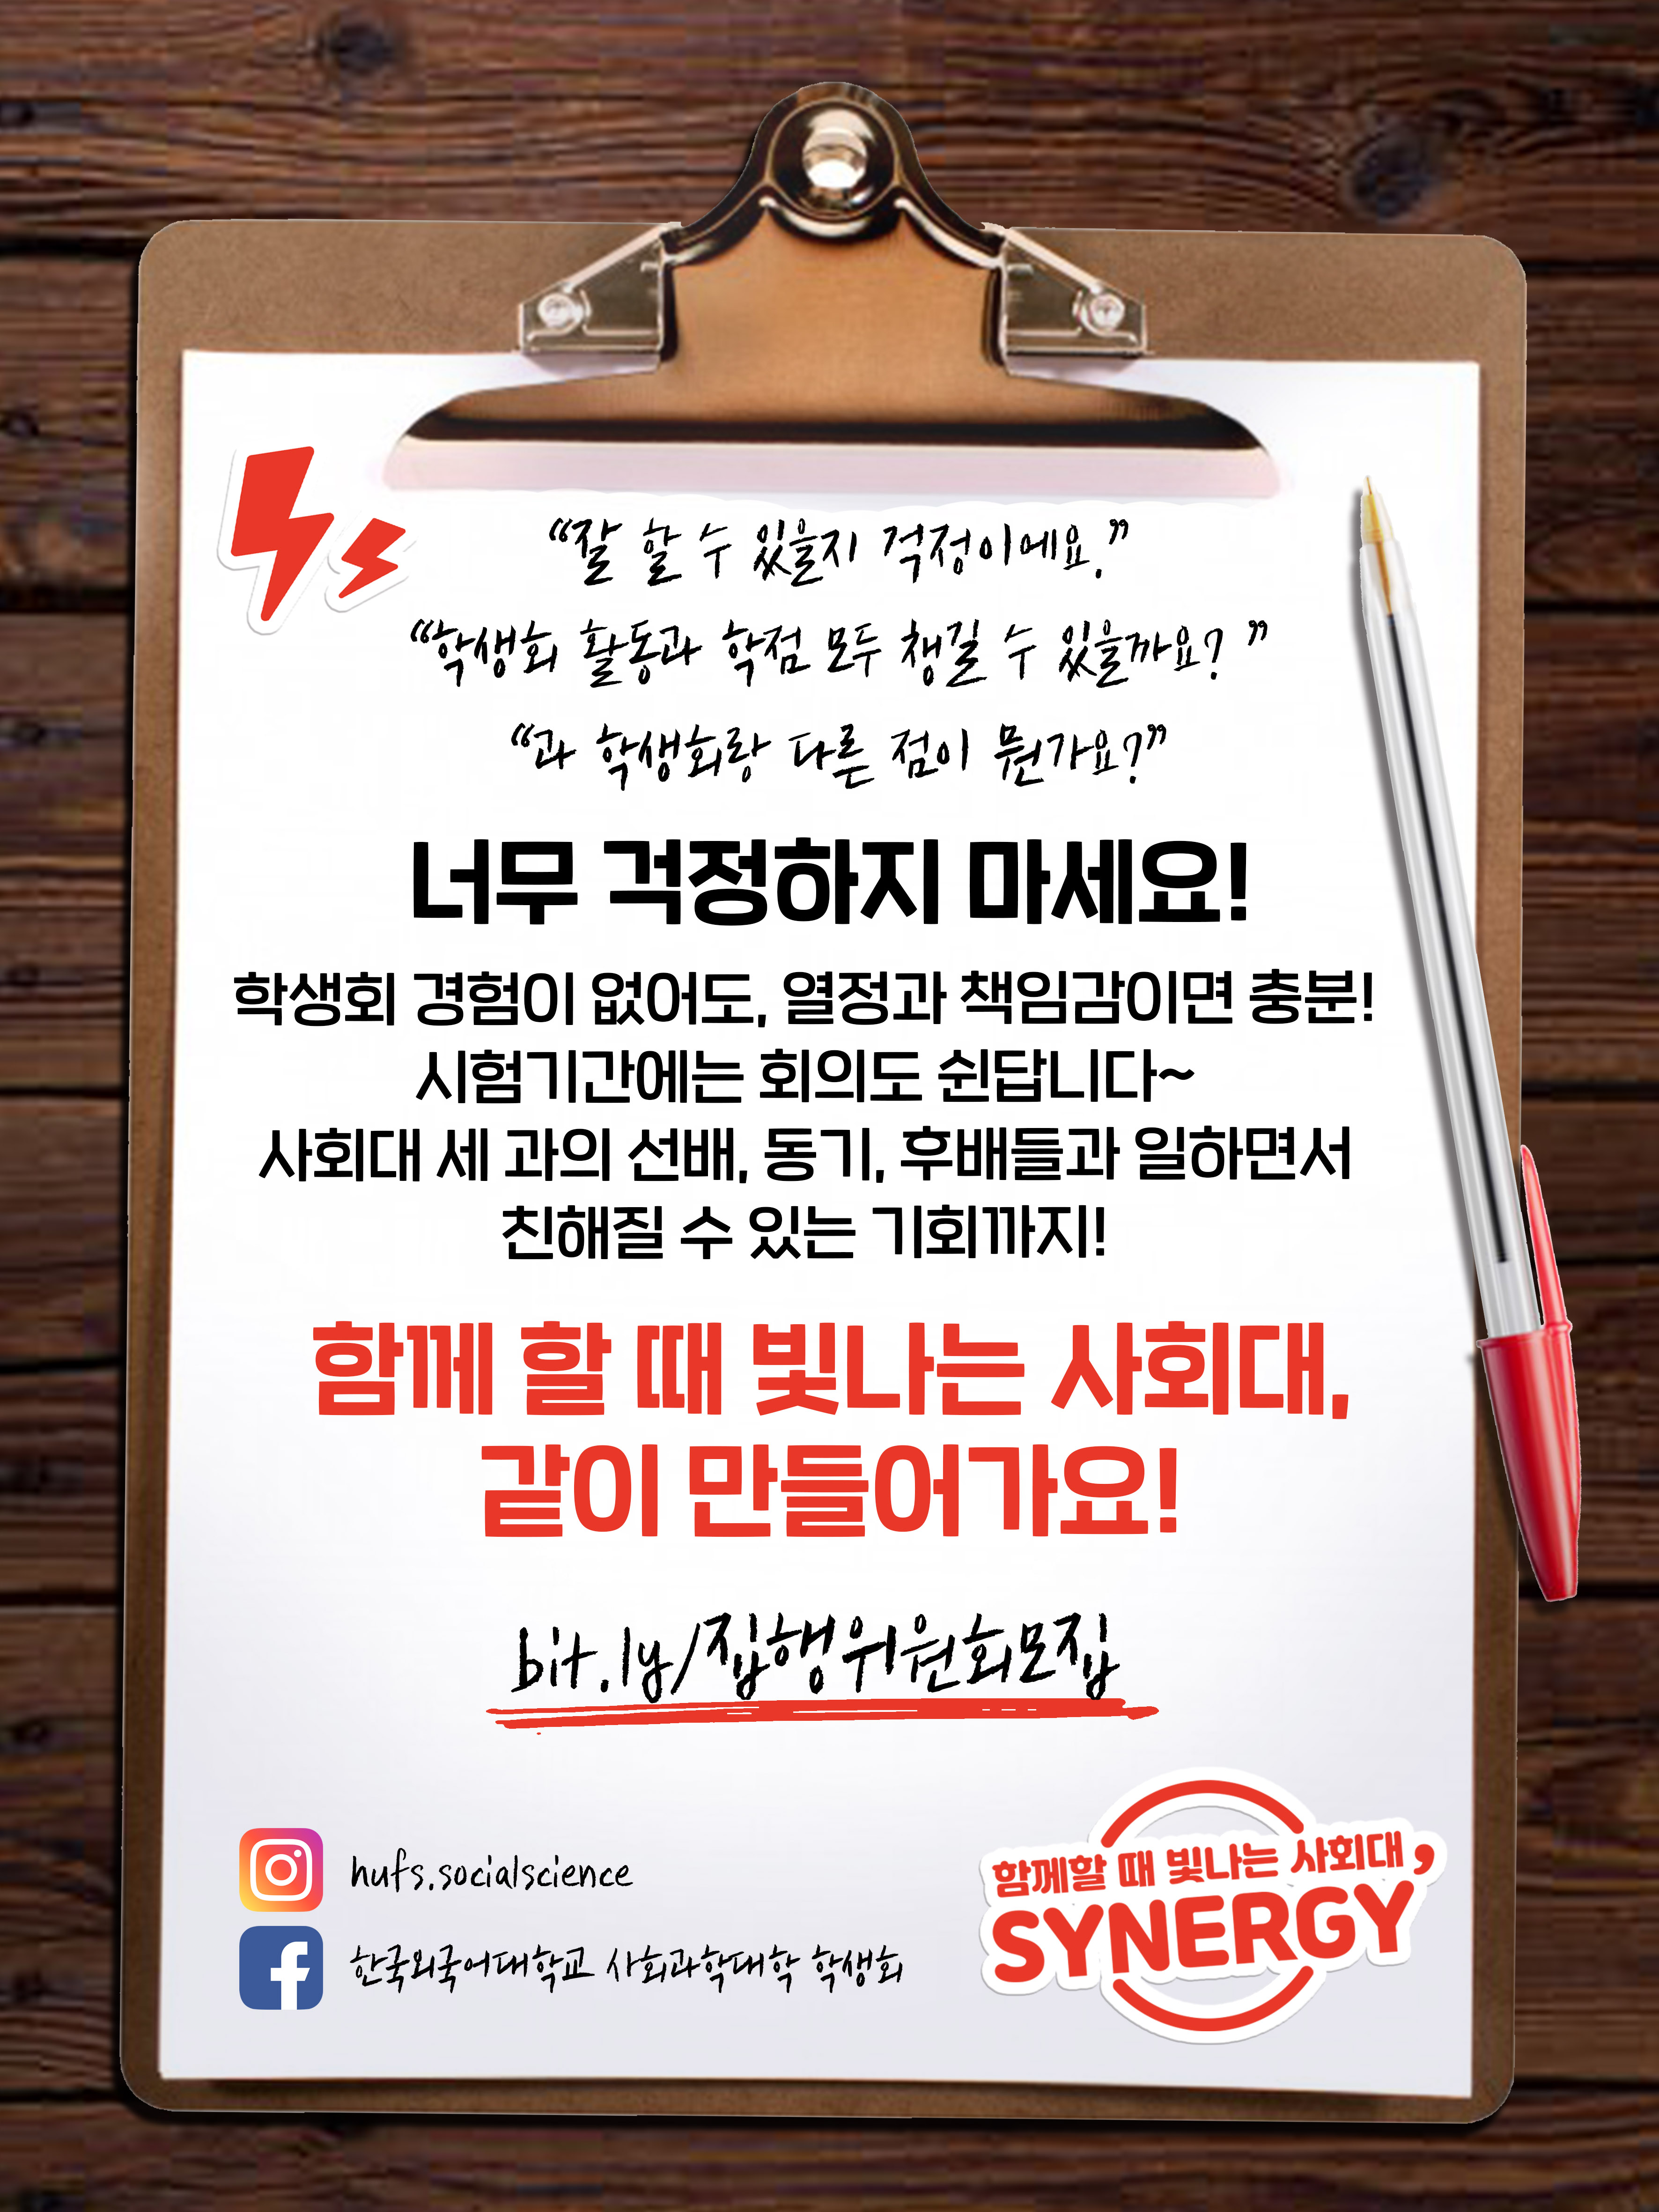 “잘 할 수 있을지 걱정이에요.”
“학생회 활동과 학점 모두 챙길 수 있을까요?”
“과 학생회랑 다른 점이 뭔가요?”
너무 걱정하지 마세요!
학생회 경험이 없어도, 열정과 책임감이면 충분!
시험기간에는 회의도 쉰답니다~
사회대 세 과의 선배, 동기, 후배들과 일하면서
친해질 수 있는 기회까지!
함께 할 때 빛나는 사회대,
같이 만들어가요!
bit.ly/집행위원회모집
hufs.socialscience
한국외국어대학교 사회과학대학 학생회
함께할 때 빛나는 사회대,
SYNERGY